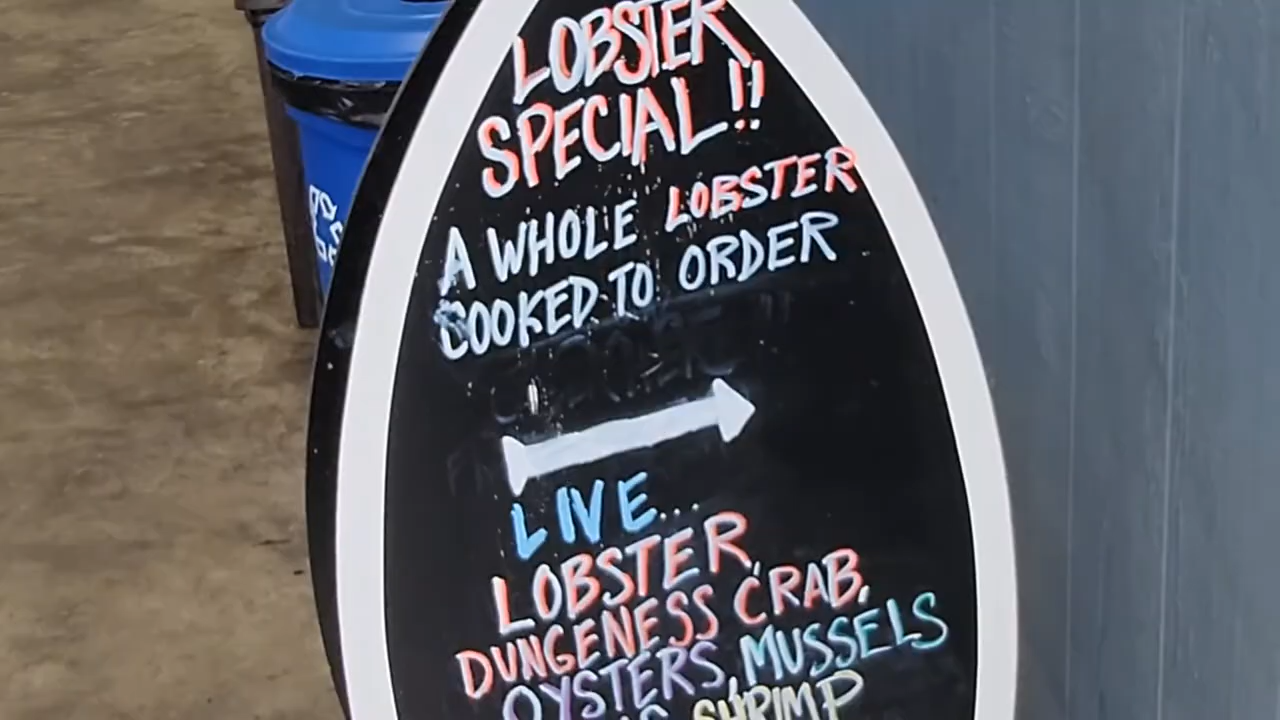 LOBSTER
SPECIAL!!
A WHOLE LOBSTER
COOKED TO ORDER
LIVE...
LOBSTER,
DUNGENESS CRAB,
OYSTERS, MUSSELS
SHRIMP